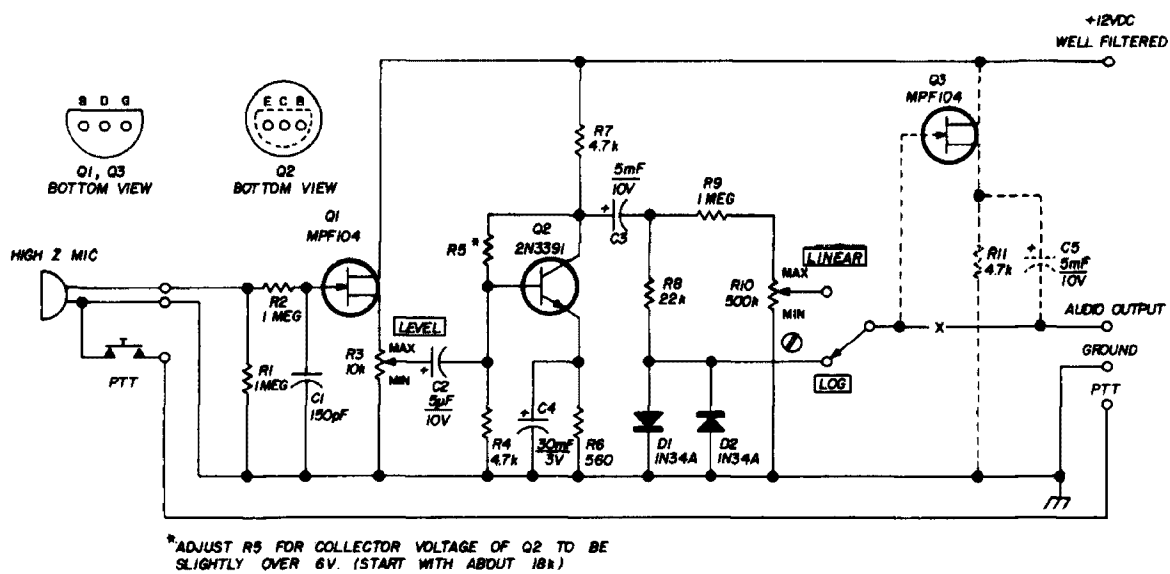 +12VDC
WELL FILTERED
S D G
E C B
Q1, Q3
BOTTOM VIEW
Q2
BOTTOM VIEW
Q3
MPF104
R7
4.7k
5mF
10V
+
C3
R9
1 MEG
Q1
MPF104
HIGH Z MIC
R5*
Q2
2N3391
R2
1 MEG
R8
22k
R10
500k
LINEAR
MAX
MIN
R11
4.7k
+
C5
5mF
10V
LEVEL
R3
10k
MAX
MIN
+
C2
5µF
10V
AUDIO OUTPUT
X
GROUND
PTT
LOG
PTT
R1
1 MEG
C1
150pF
R4
4.7k
+
C4
30mF
3V
R6
560
D1
1N34A
D2
1N34A
*ADJUST R5 FOR COLLECTOR VOLTAGE OF Q2 TO BE
SLIGHTLY OVER 6V. (START WITH ABOUT 18k)